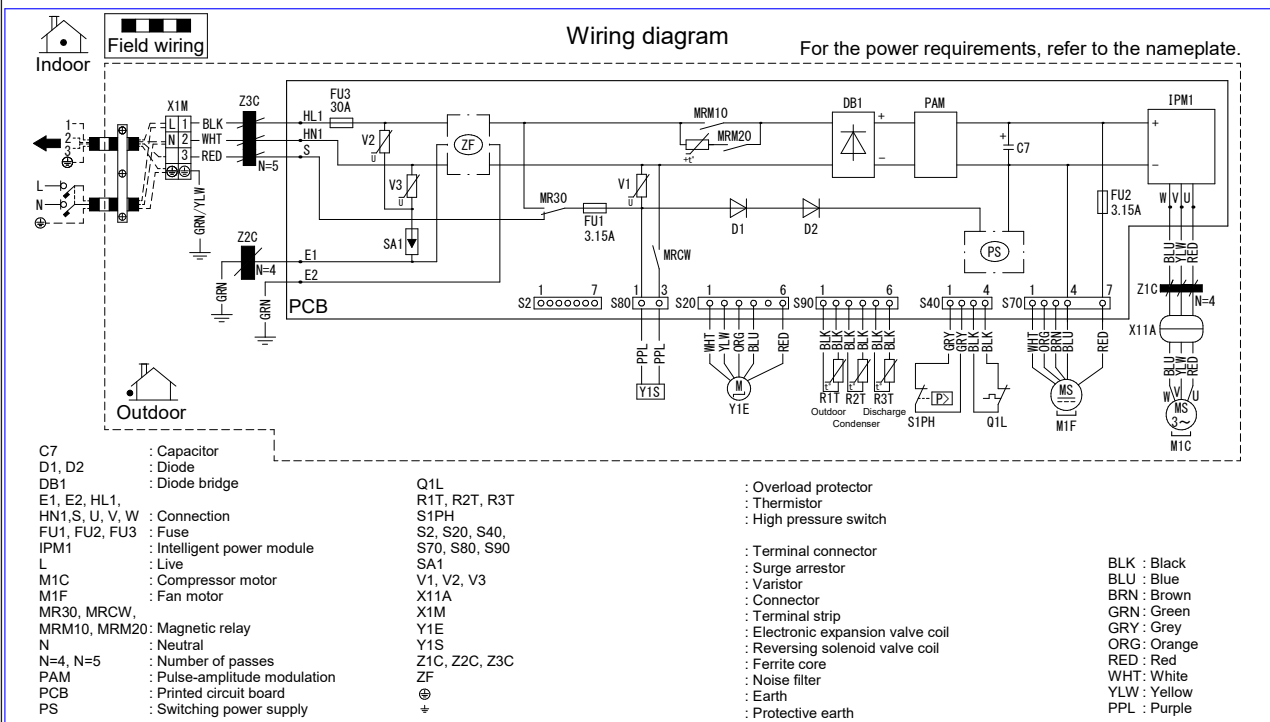 Field wiring
Indoor
Wiring diagram
For the power requirements, refer to the nameplate.
1
2
3
L
N
X1M
L 1
N 2
3
BLK
WHT
RED
GRN/YLW
Z3C
N=5
Z2C
N=4
GRN
GRN
HL1
HN1
S
E1
E2
PCB
FU3
30A
V2
U
V3
U
SA1
ZF
MR30
FU1
3.15A
V1
U
MRCW
MRM10
MRM20
+t°
D1
D2
DB1
+
-
PAM
+
C7
PS
FU2
3.15A
IPM1
+
-
W V U
BLU
YLW
RED
Z1C
N=4
X11A
BLU
YLW
RED
W V U
MS
3~
M1C
S2 1 7
S80 1 3
PPL
PPL
Y1S
S20 1 6
WHT
YLW
ORG
BLU
RED
M
Y1E
S90 1 6
BLK
BLK
BLK
BLK
BLK
BLK
t° t° t°
R1T R2T R3T
Outdoor Discharge
Condenser
S40 1 4
GRY
GRY
BLK
BLK
P>
S1PH
Q1L
S70 1 4 7
WHT
ORG
BRN
BLU
RED
MS
M1F
Outdoor
C7 : Capacitor
D1, D2 : Diode
DB1 : Diode bridge
E1, E2, HL1,
HN1,S, U, V, W : Connection
FU1, FU2, FU3 : Fuse
IPM1 : Intelligent power module
L : Live
M1C : Compressor motor
M1F : Fan motor
MR30, MRCW,
MRM10, MRM20: Magnetic relay
N : Neutral
N=4, N=5 : Number of passes
PAM : Pulse-amplitude modulation
PCB : Printed circuit board
PS : Switching power supply
Q1L
R1T, R2T, R3T
S1PH
S2, S20, S40,
S70, S80, S90
SA1
V1, V2, V3
X11A
X1M
Y1E
Y1S
Z1C, Z2C, Z3C
ZF
: Overload protector
: Thermistor
: High pressure switch
: Terminal connector
: Surge arrestor
: Varistor
: Connector
: Terminal strip
: Electronic expansion valve coil
: Reversing solenoid valve coil
: Ferrite core
: Noise filter
: Earth
: Protective earth
BLK : Black
BLU : Blue
BRN : Brown
GRN : Green
GRY : Grey
ORG : Orange
RED : Red
WHT : White
YLW : Yellow
PPL : Purple